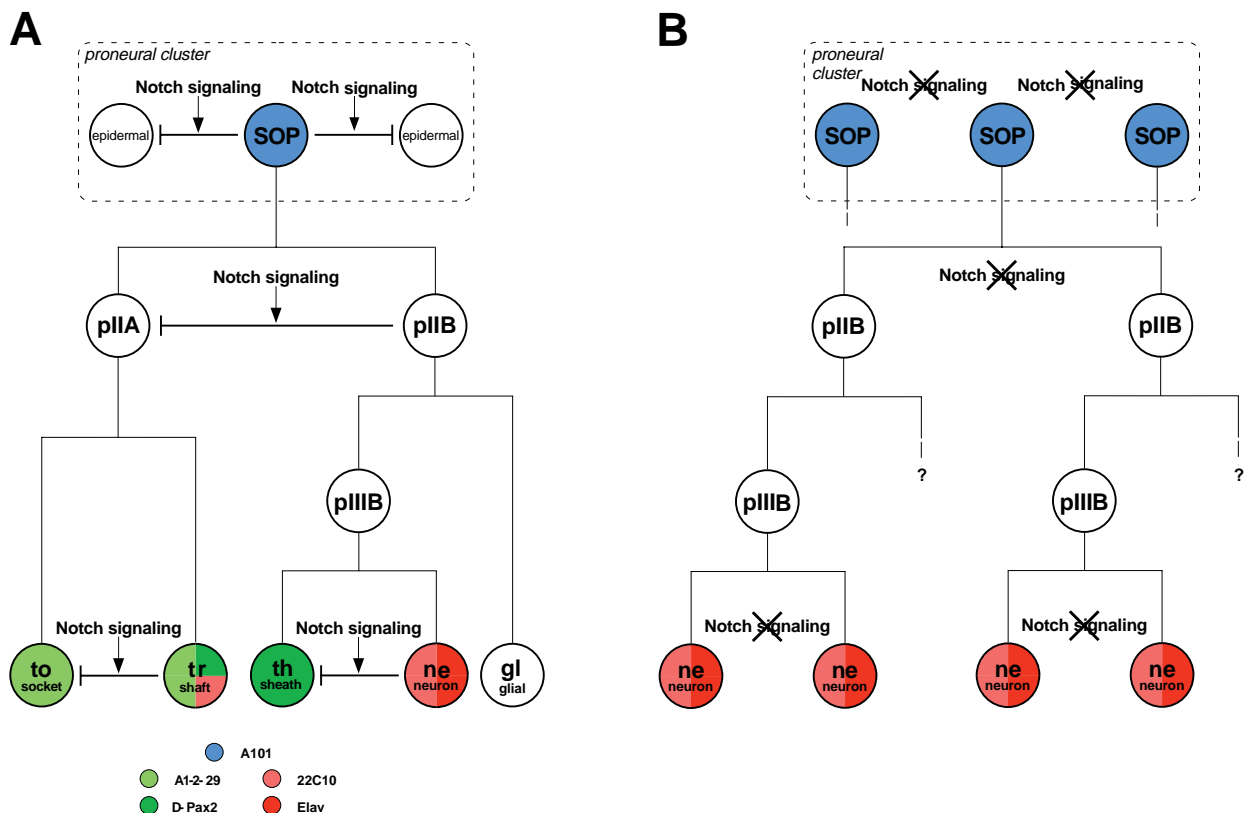 A
proneural cluster
Notch signaling
Notch signaling
epidermal
SOP
epidermal
Notch signaling
pIIA
pIIB
pIIIB
Notch signaling
Notch signaling
to
socket
tr
shaft
th
sheath
ne
neuron
gl
glial
A101
A1-2-29
22C10
D-Pax2
Elav
B
proneural
cluster
Notch signaling
Notch signaling
SOP
SOP
SOP
Notch signaling
pIIB
pIIB
?
?
pIIIB
pIIIB
Notch signaling
Notch signaling
ne
neuron
ne
neuron
ne
neuron
ne
neuron